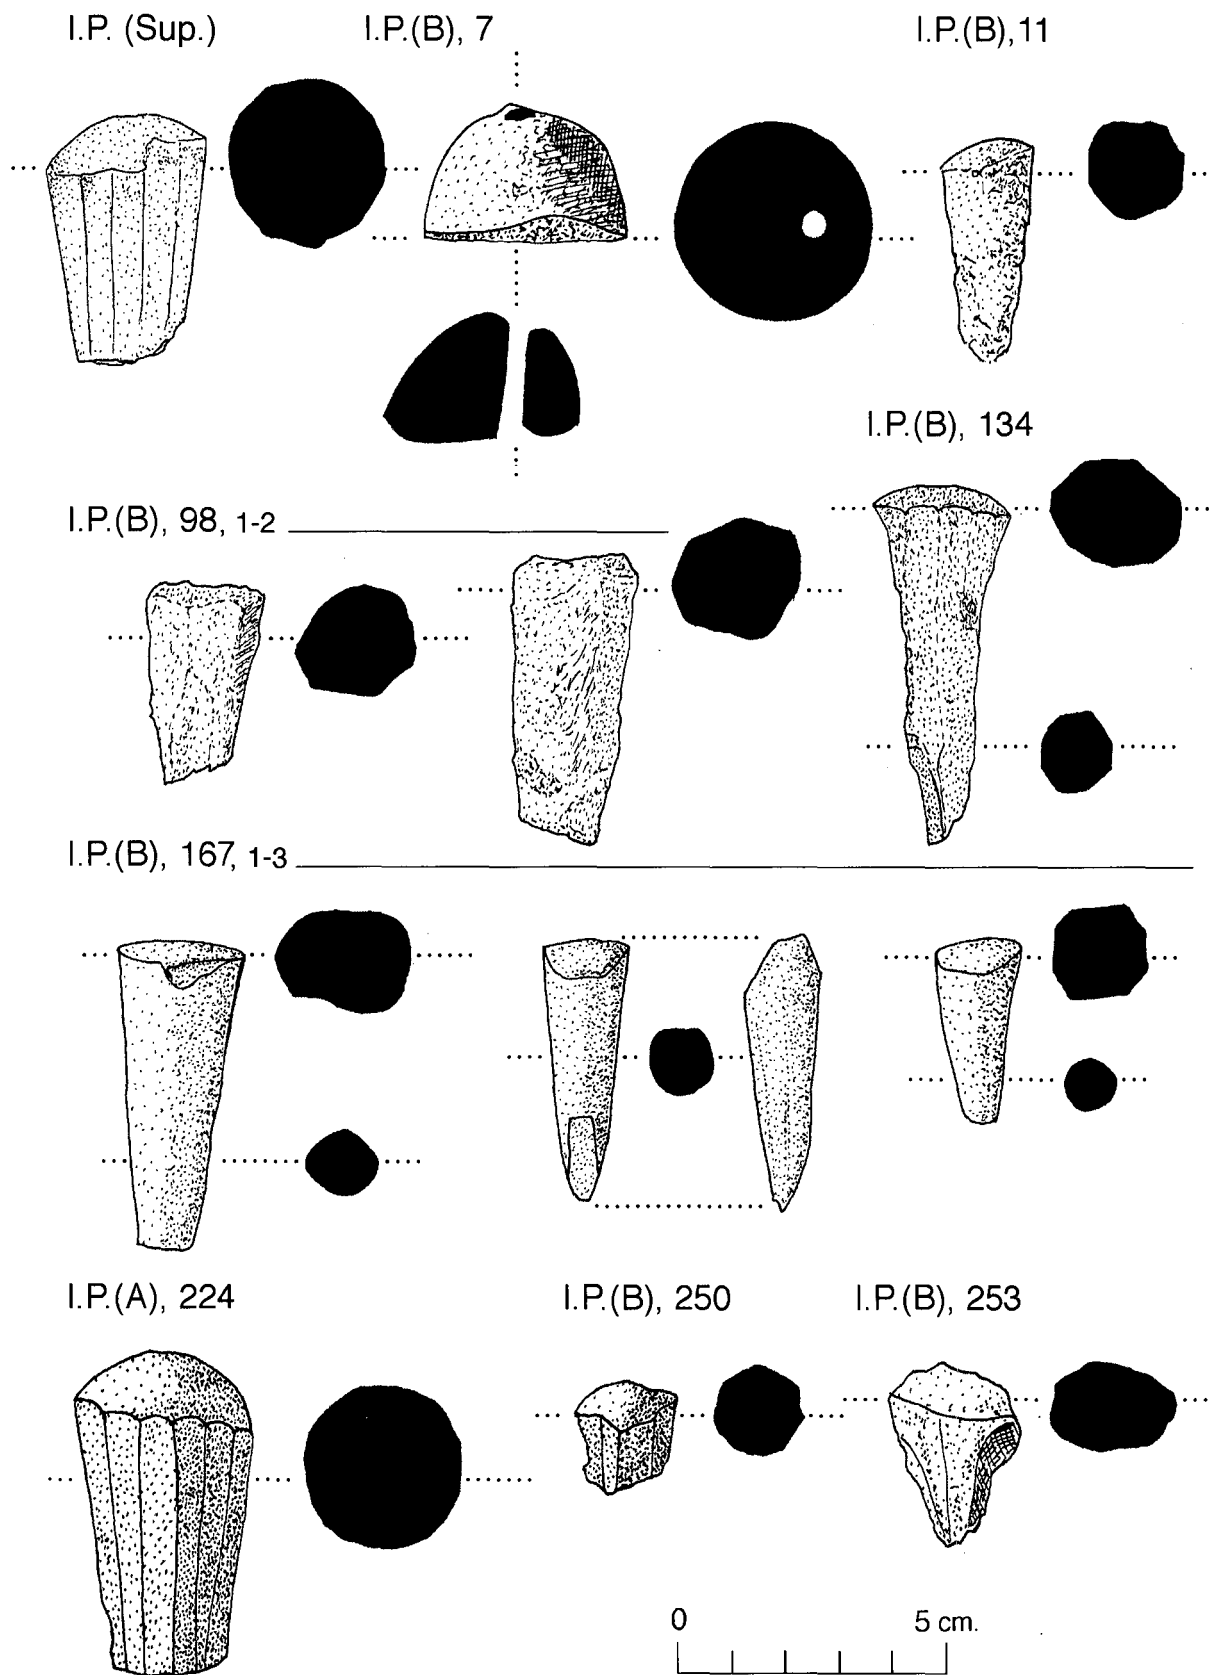 I.P. (Sup.)
I.P.(B), 7
I.P.(B),11
I.P.(B), 134
I.P.(B), 98, 1-2
I.P.(B), 167, 1-3
I.P.(A), 224
I.P.(B), 250
I.P.(B), 253
0 5 cm.